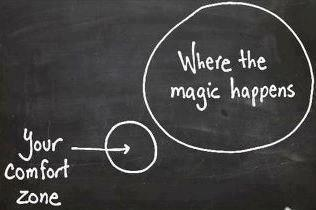 Where the
magic happens
Your
comfort
zone